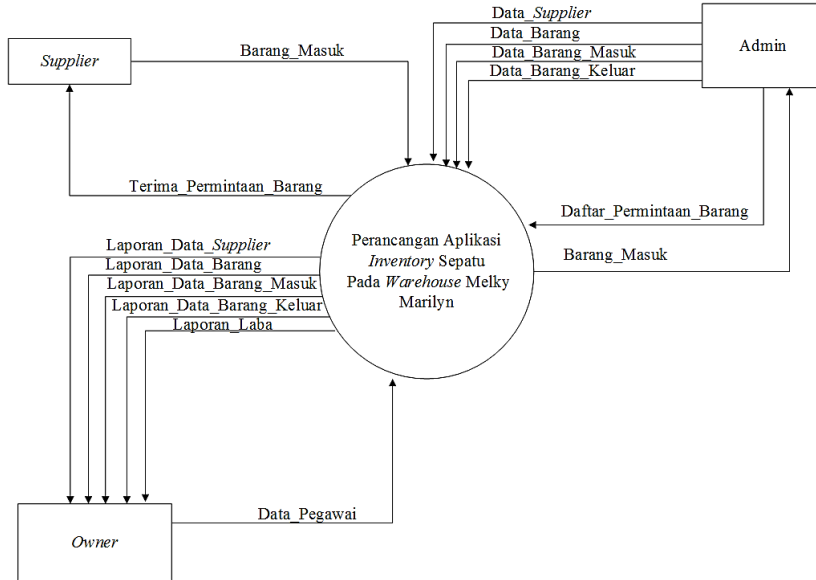 Data_Supplier
Data_Barang
Data_Barang_Masuk
Data_Barang_Keluar
Admin
Supplier
Barang_Masuk
Terima_Permintaan_Barang
Daftar_Permintaan_Barang
Barang_Masuk
Perancangan Aplikasi
Inventory Sepatu
Pada Warehouse Melky
Marilyn
Laporan_Data_Supplier
Laporan_Data_Barang
Laporan_Data_Barang_Masuk
Laporan_Data_Barang_Keluar
Laporan_Laba
Data_Pegawai
Owner